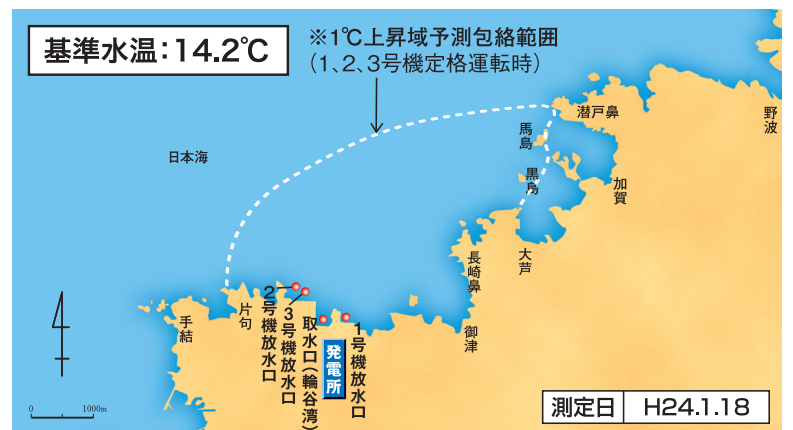 基準水温:14.2℃
※1℃上昇域予測包絡範囲
(1、2、3号機定格運転時)
日本海
潜戸鼻
野波
馬島
黒島
加賀
大芦
長崎鼻
御津
手結
片句
2号機放水口
3号機放水口
取水口(輪谷湾)
発電所
1号機放水口
0 1000m
測定日 H24.1.18